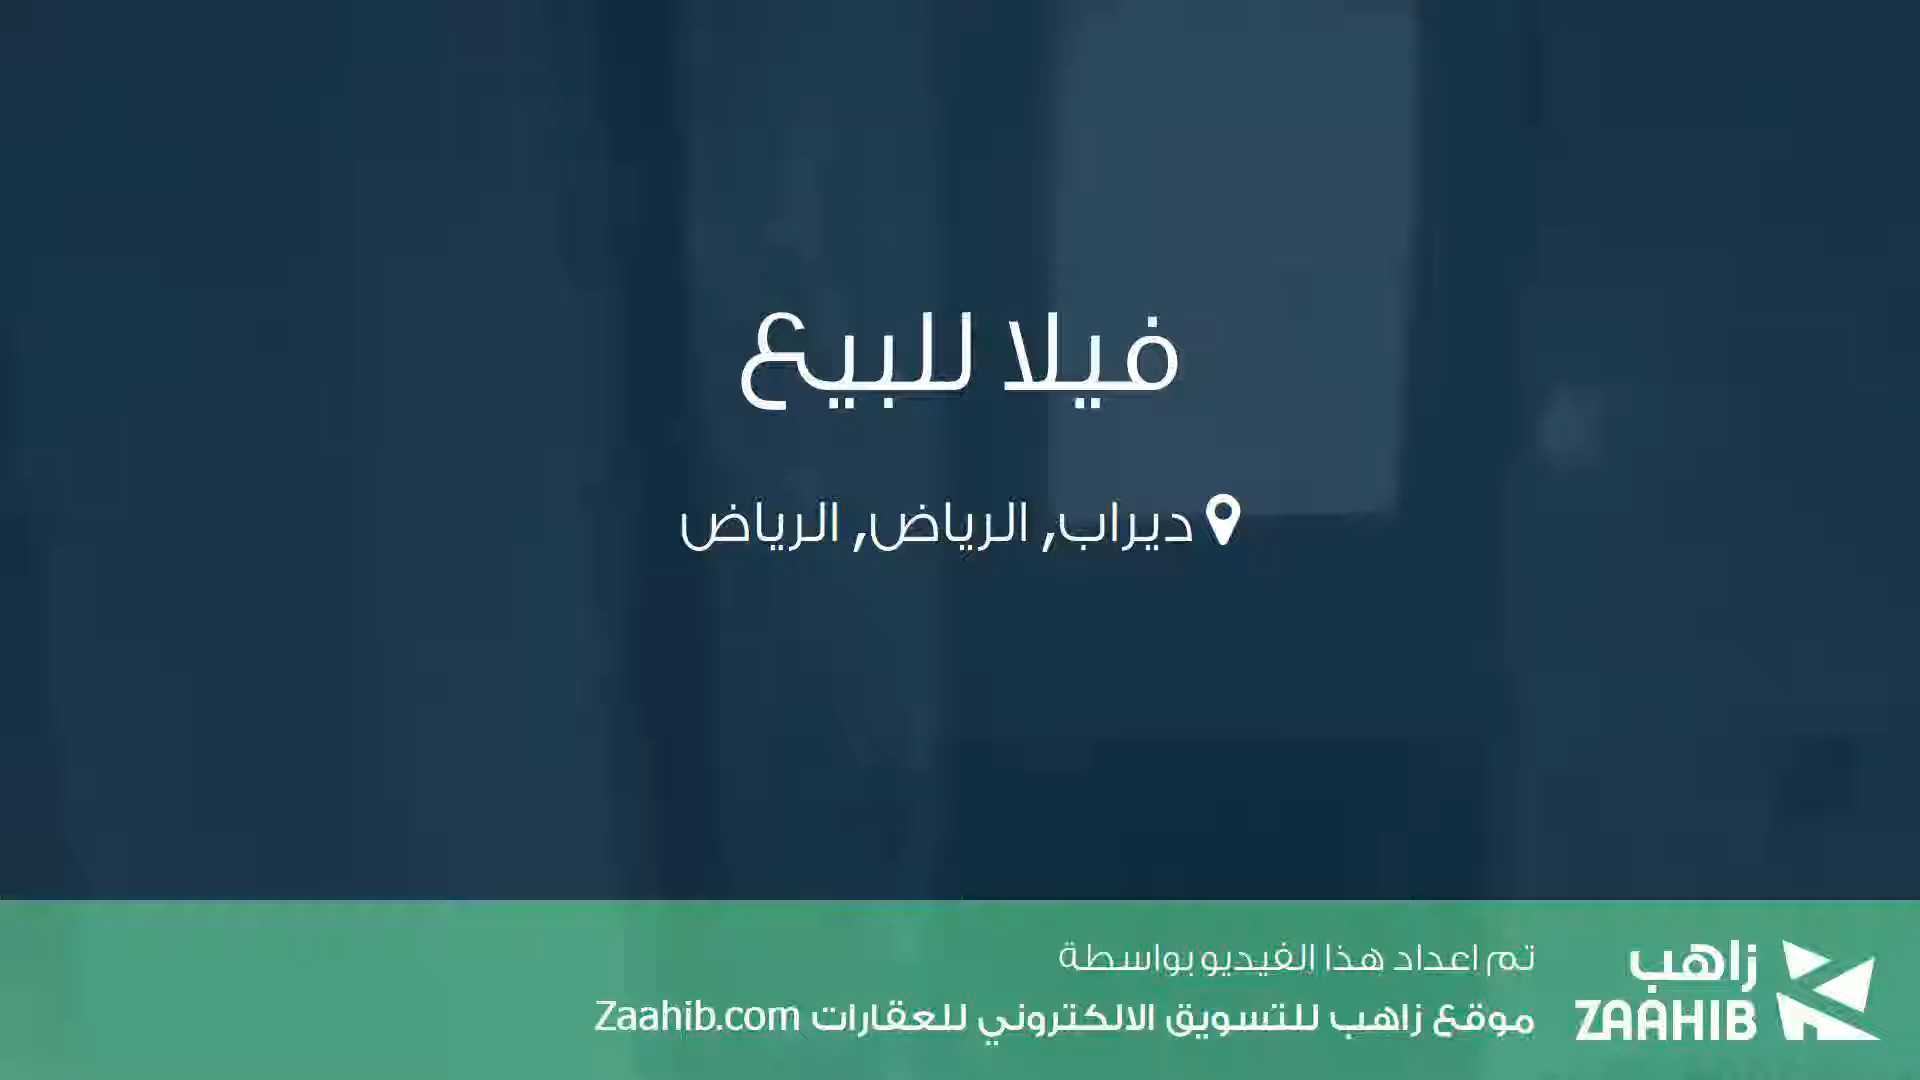 فيلا للبيع
ديراب, الرياض, الرياض
تم اعداد هذا الفيديو بواسطة
موقع زاهب للتسويق الالكتروني للعقارات Zaahib.com
زاهب
ZAAHIB